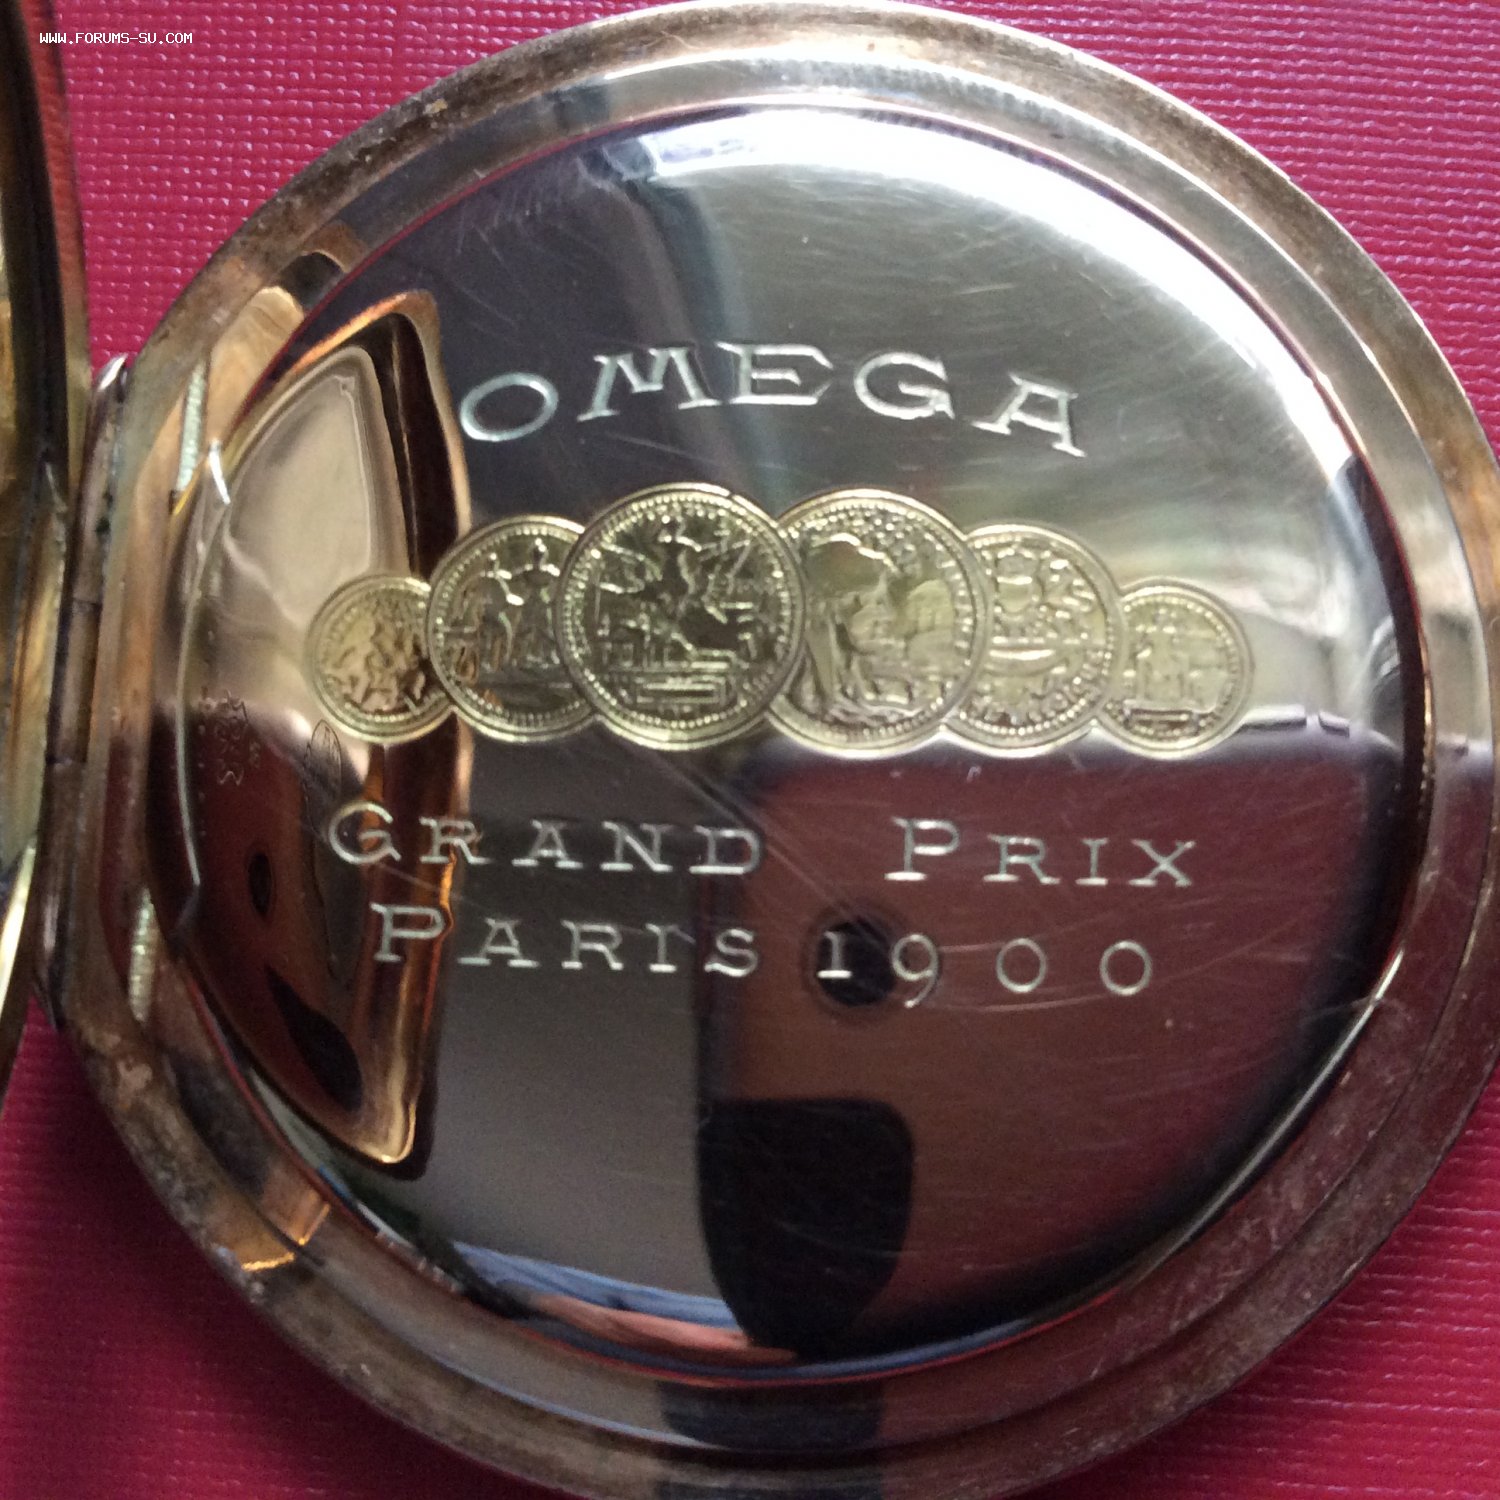 WWW.FORUMS-SU.COM
OMEGA
GRAND PRIX
PARIS 1900